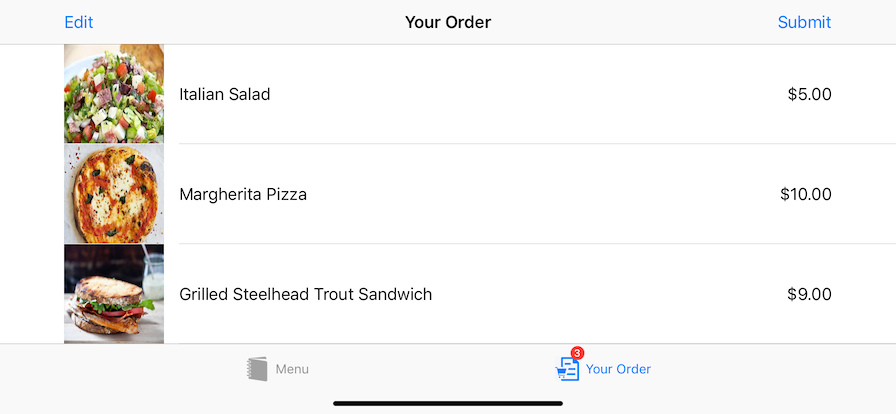 Edit Your Order Submit
Italian Salad $5.00
Margherita Pizza $10.00
Grilled Steelhead Trout Sandwich $9.00
Menu 3 Your Order